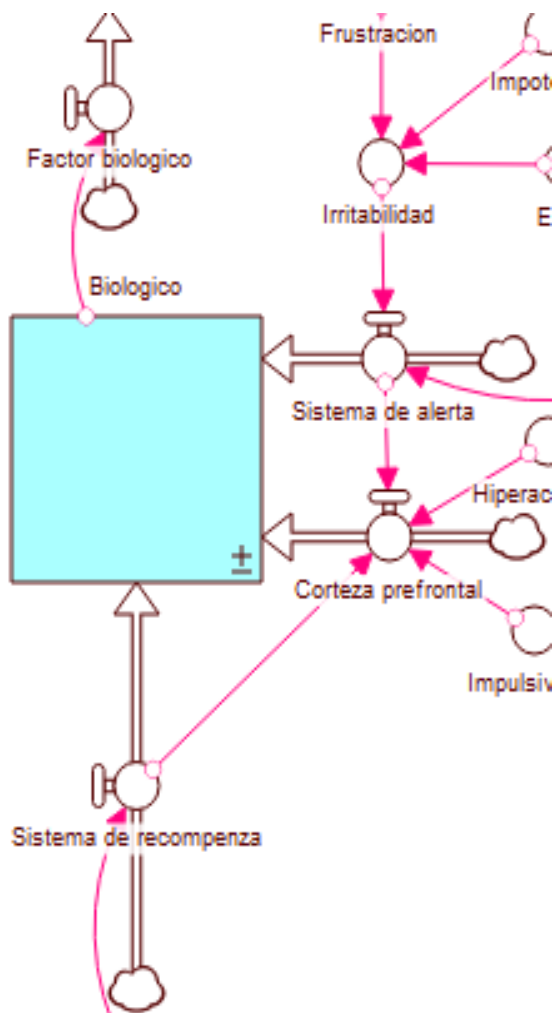 Frustracion
Factor biologico
Irritabilidad
Biologico
Sistema de alerta
Corteza prefrontal
Sistema de recompenza